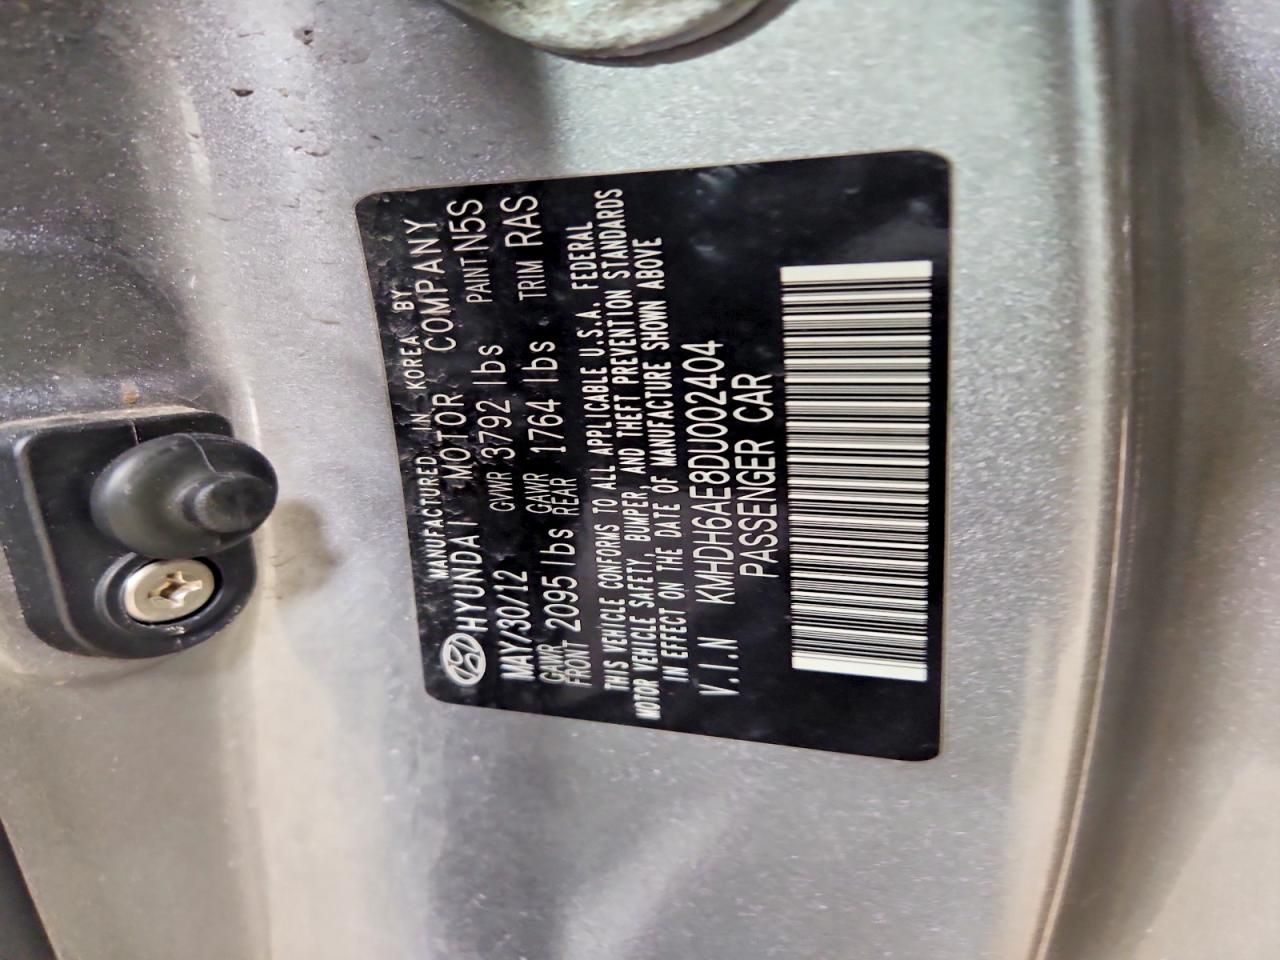 MANUFACTURED IN KOREA BY
HYUNDAI MOTOR COMPANY
MAY/30/12 GVWR 3792 lbs PAINT N5S
GAWR FRONT 2095 lbs GAWR REAR 1764 lbs TRIM RAS
THIS VEHICLE CONFORMS TO ALL APPLICABLE U.S.A. FEDERAL
MOTOR VEHICLE SAFETY, BUMPER, AND THEFT PREVENTION STANDARDS
IN EFFECT ON THE DATE OF MANUFACTURE SHOWN ABOVE
V.I.N KMHDH6AE8DU002404
PASSENGER CAR